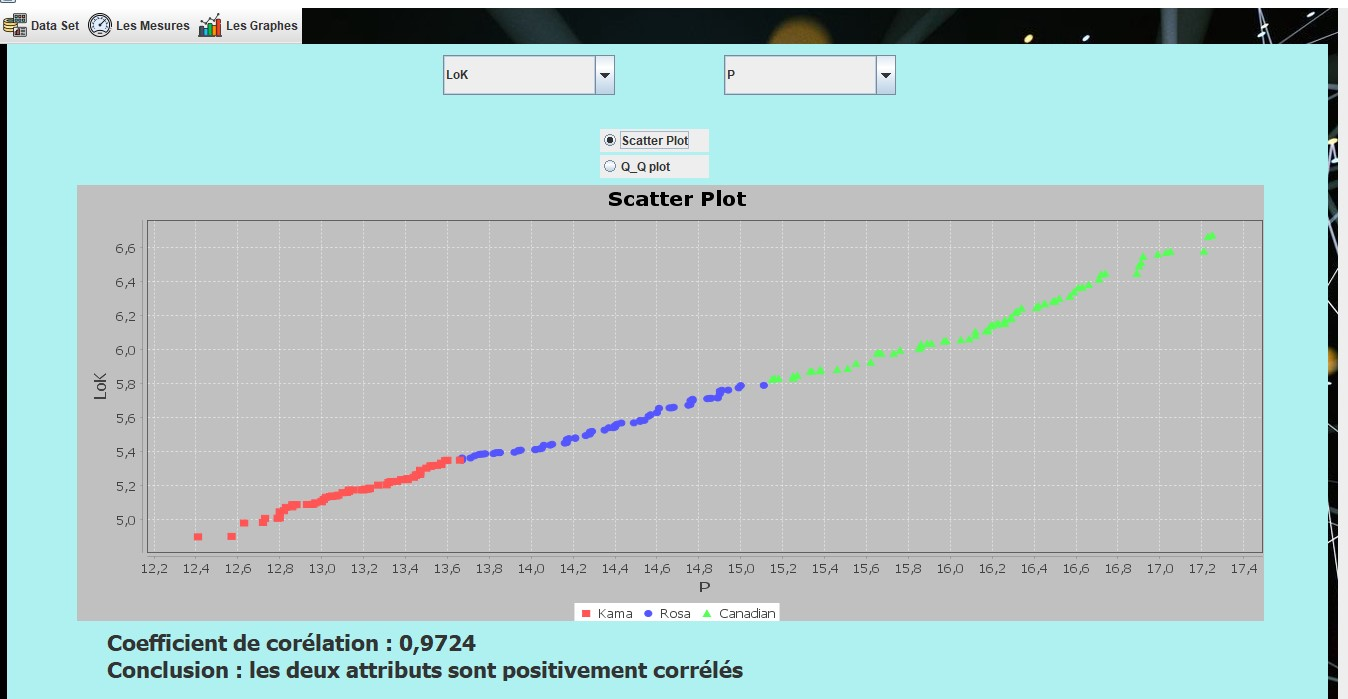 Data Set Les Mesures Les Graphes
LoK P
Scatter Plot
Q_Q plot
Scatter Plot
6,6
6,4
6,2
6,0
5,8
5,6
5,4
5,2
5,0
LoK
12,2 12,4 12,6 12,8 13,0 13,2 13,4 13,6 13,8 14,0 14,2 14,4 14,6 14,8 15,0 15,2 15,4 15,6 15,8 16,0 16,2 16,4 16,6 16,8 17,0 17,2 17,4
P
Kama Rosa Canadian
Coefficient de corélation : 0,9724
Conclusion : les deux attributs sont positivement corrélés